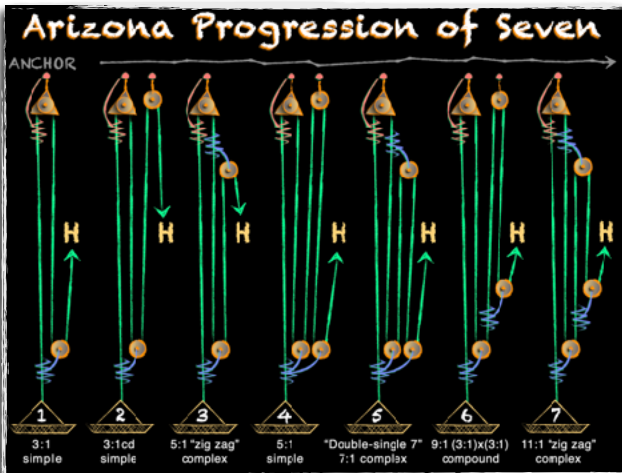 Arizona Progression of Seven
ANCHOR
H
H
H
H
H
H
H
1
2
3
4
5
6
7
3:1
simple
3:1cd
simple
5:1 "zig zag"
complex
5:1
simple
"Double-single 7"
7:1 complex
9:1 (3:1)x(3:1)
compound
11:1 "zig zag"
complex